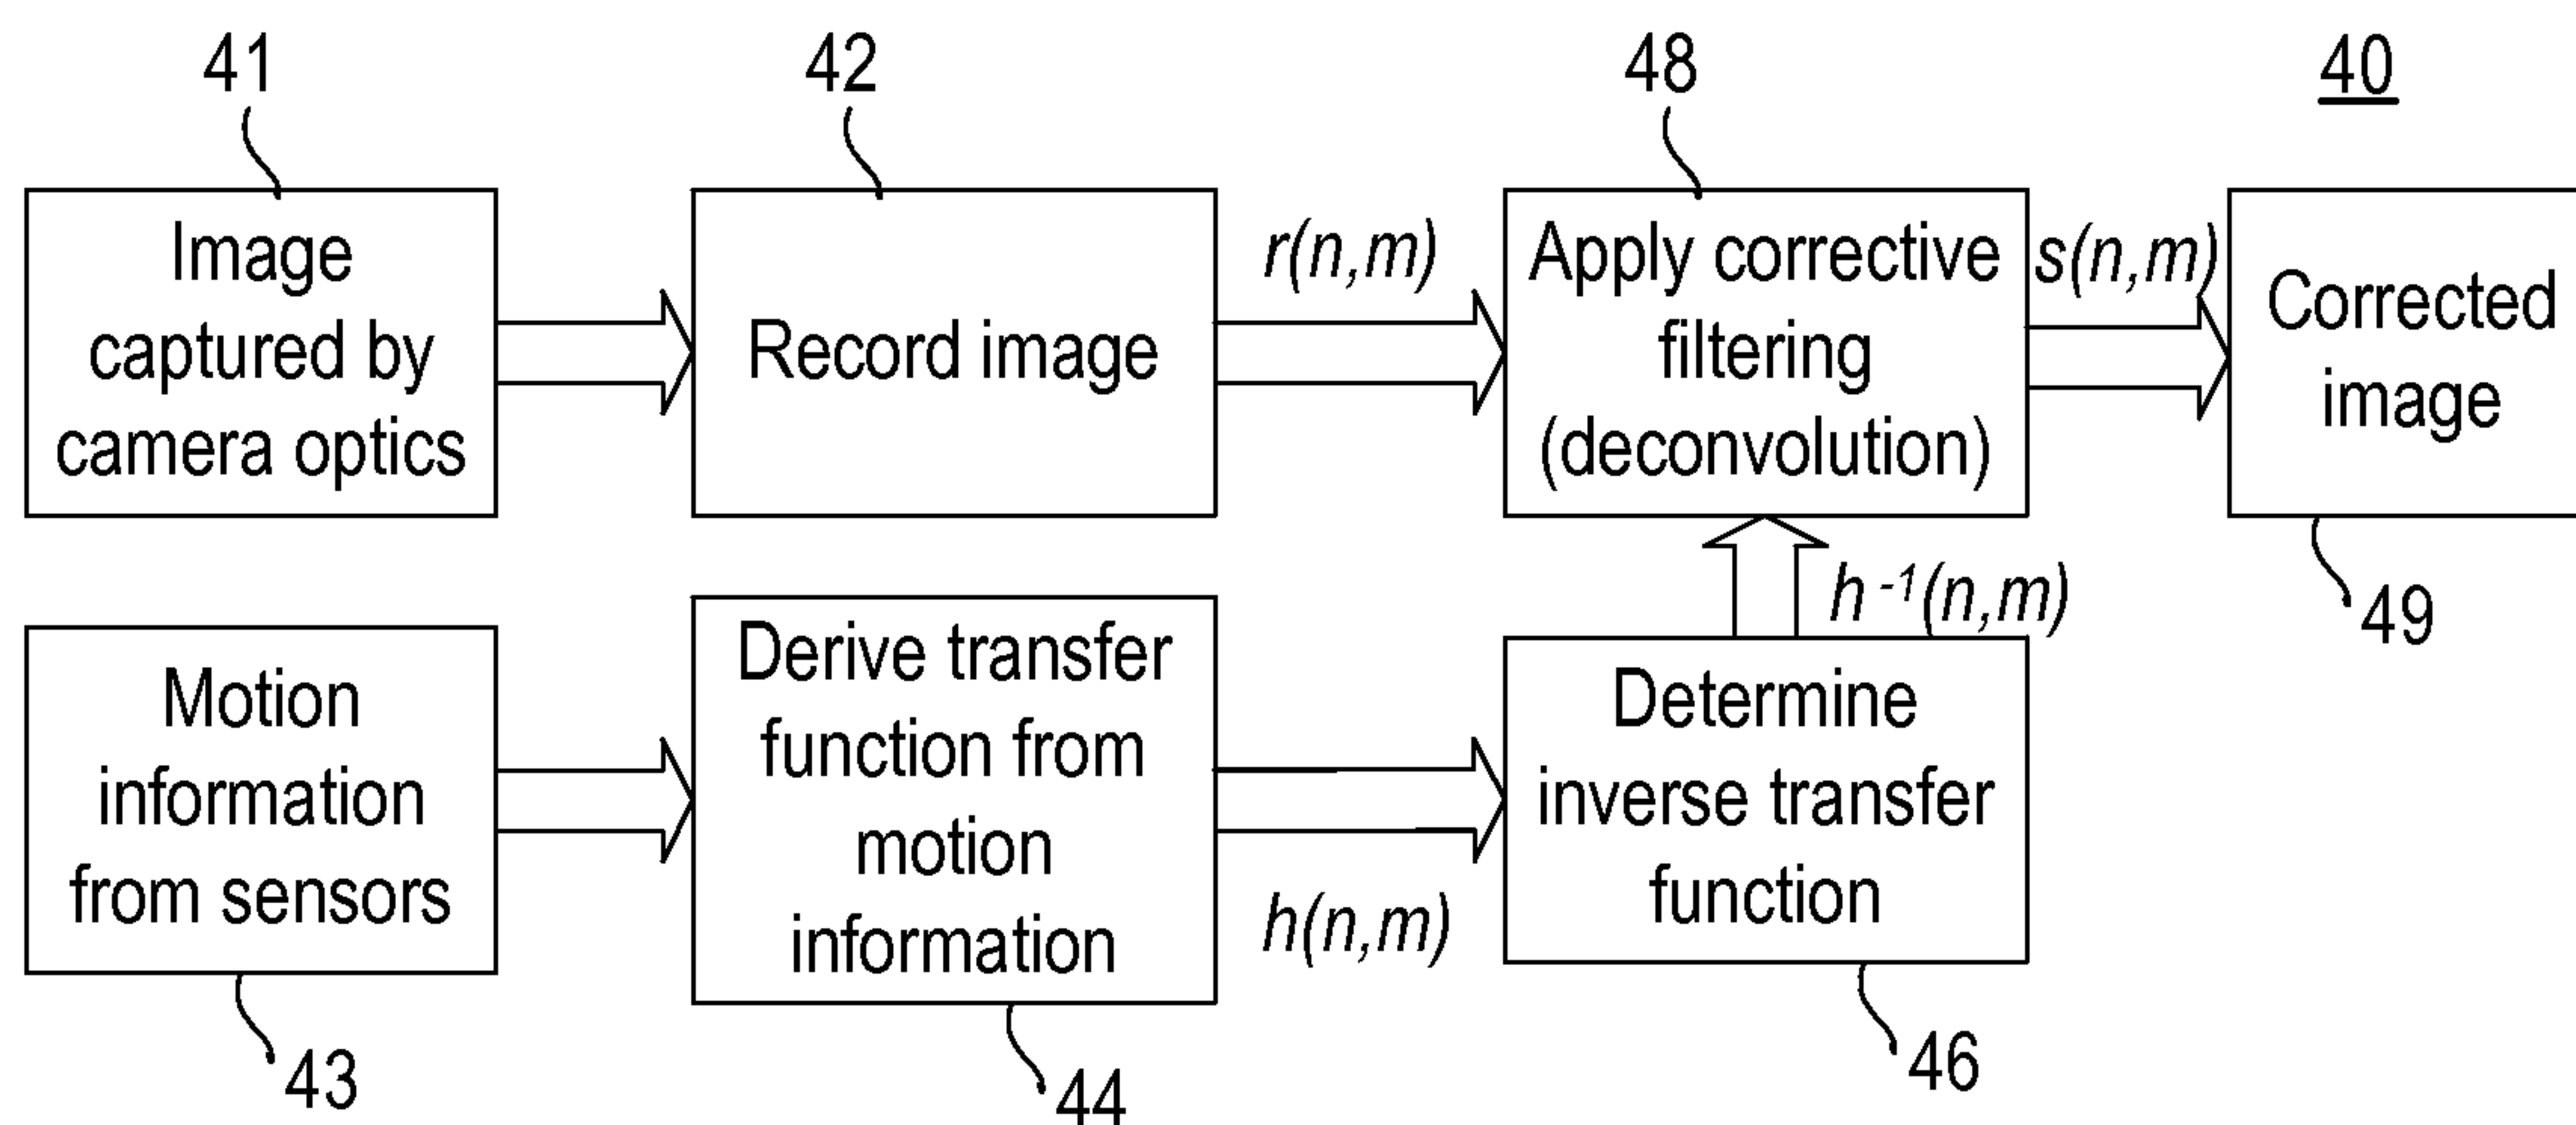 41
42
48
40
Image
captured by
camera optics
Record image
r(n,m)
Apply corrective
filtering
(deconvolution)
s(n,m)
Corrected
image
49
Motion
information
from sensors
43
Derive transfer
function from
motion
information
44
h(n,m)
h -1(n,m)
Determine
inverse transfer
function
46